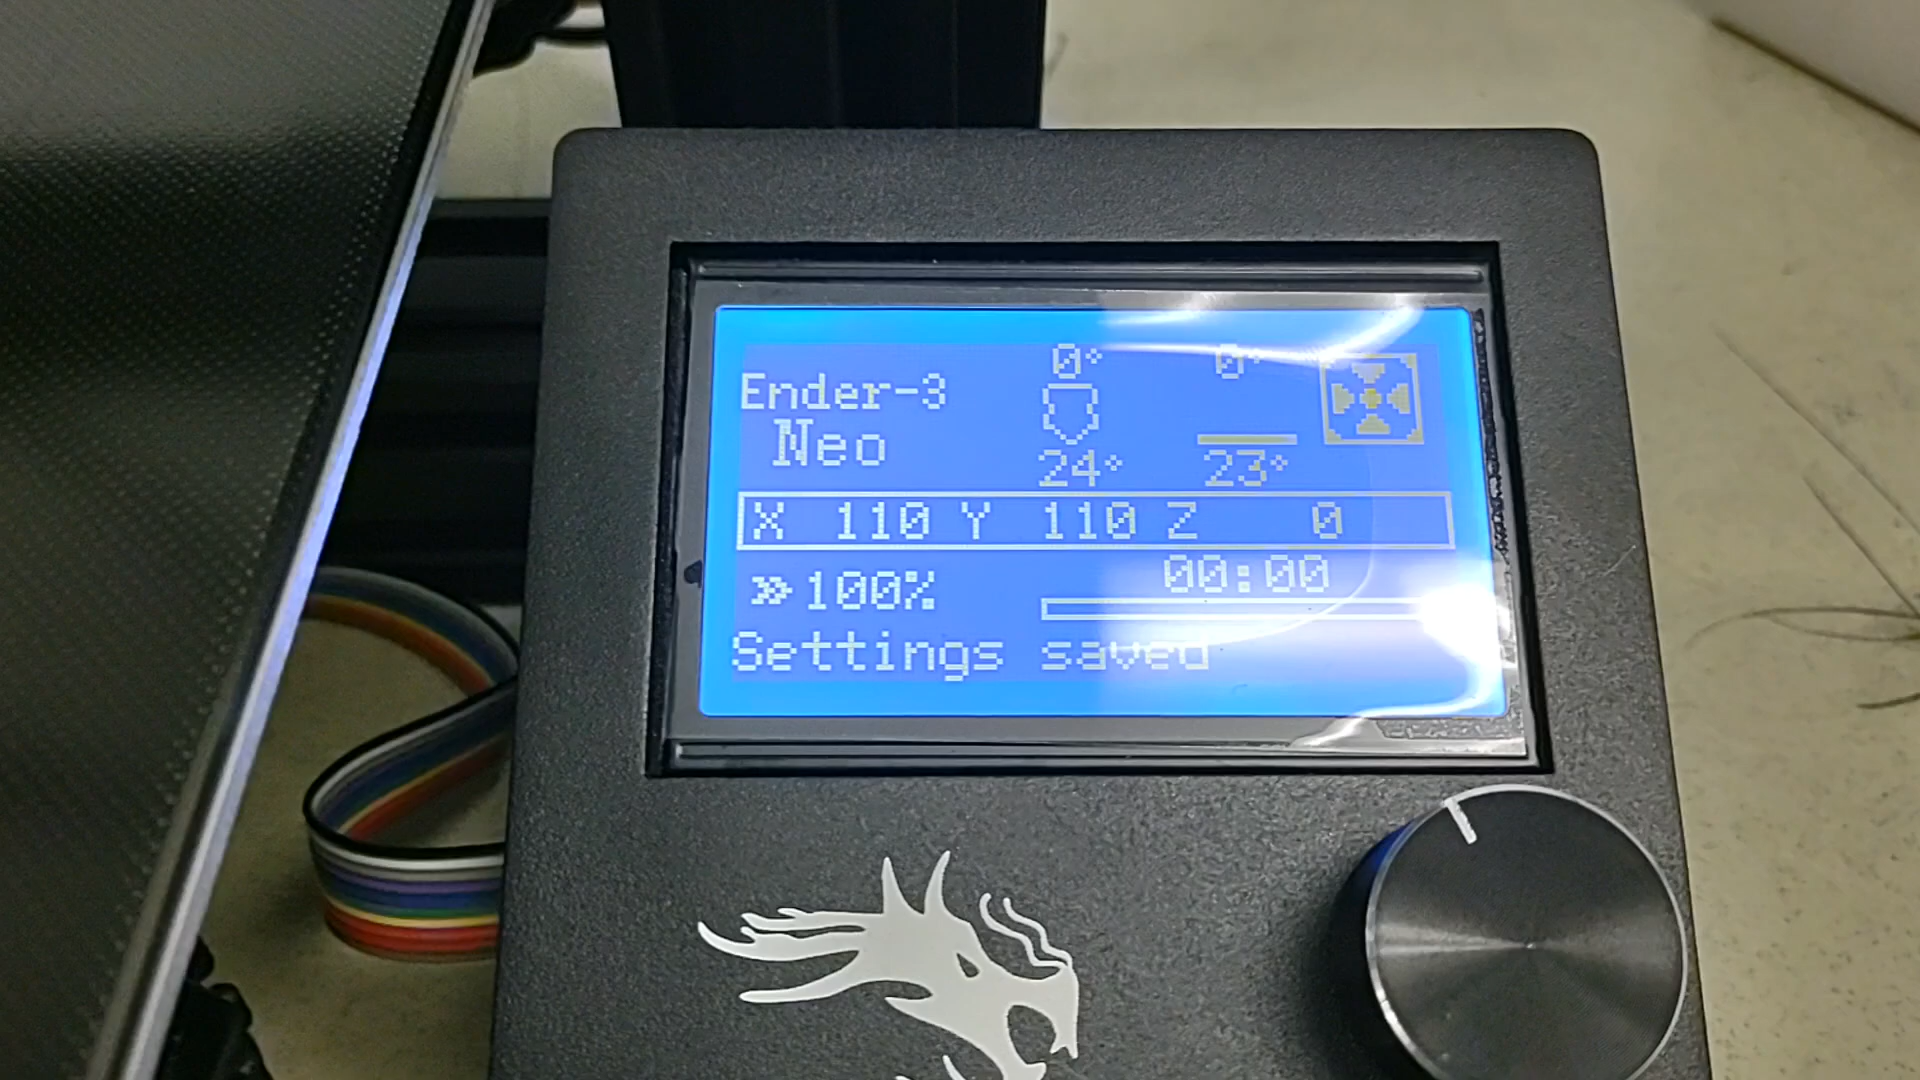 0° 0°
Ender-3
Neo
24° 23°
X 110 Y 110 Z 0
»100% 00:00
Settings saved